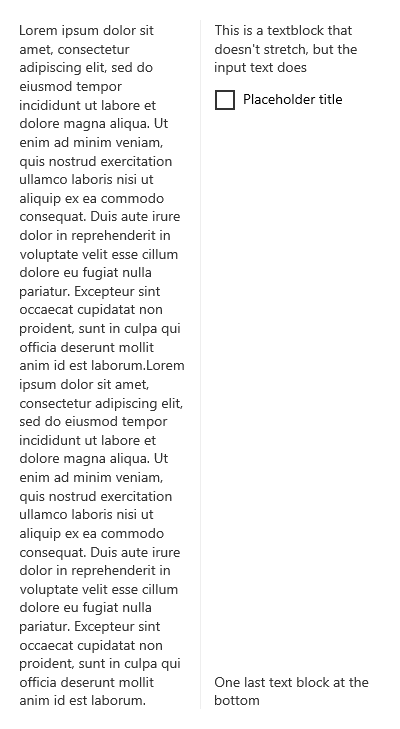 Lorem ipsum dolor sit
amet, consectetur
adipiscing elit, sed do
eiusmod tempor
incididunt ut labore et
dolore magna aliqua. Ut
enim ad minim veniam,
quis nostrud exercitation
ullamco laboris nisi ut
aliquip ex ea commodo
consequat. Duis aute irure
dolor in reprehenderit in
voluptate velit esse cillum
dolore eu fugiat nulla
pariatur. Excepteur sint
occaecat cupidatat non
proident, sunt in culpa qui
officia deserunt mollit
anim id est laborum.Lorem
ipsum dolor sit amet,
consectetur adipiscing elit,
sed do eiusmod tempor
incididunt ut labore et
dolore magna aliqua. Ut
enim ad minim veniam,
quis nostrud exercitation
ullamco laboris nisi ut
aliquip ex ea commodo
consequat. Duis aute irure
dolor in reprehenderit in
voluptate velit esse cillum
dolore eu fugiat nulla
pariatur. Excepteur sint
occaecat cupidatat non
proident, sunt in culpa qui
officia deserunt mollit
anim id est laborum.
This is a textblock that
doesn't stretch, but the
input text does
Placeholder title
One last text block at the
bottom